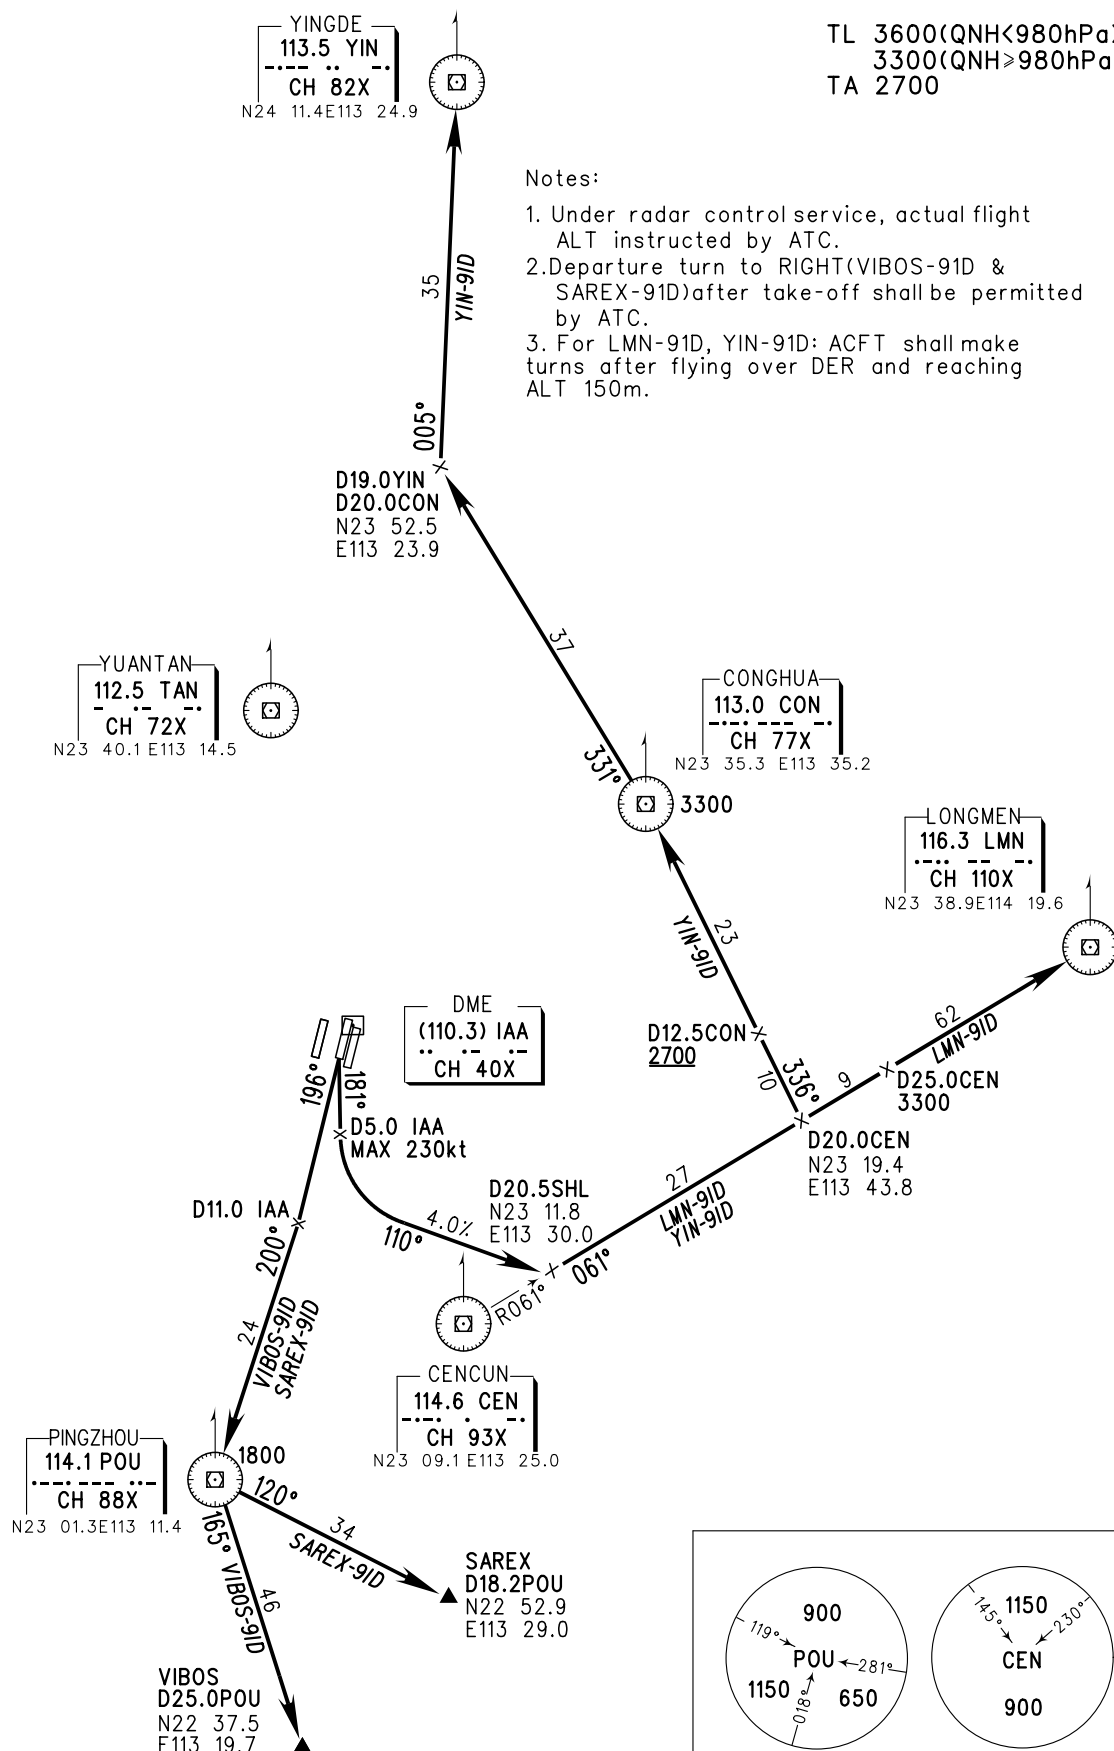 YINGDE
113.5 YIN
CH 82X
N24 11.4E113 24.9
TL 3600(QNH<980hPa)
3300(QNH≥980hPa
TA 2700
Notes:
1. Under radar control service, actual flight
ALT instructed by ATC.
2.Departure turn to RIGHT(VIBOS-91D &
SAREX-91D)after take-off shall be permitted
by ATC.
3. For LMN-91D, YIN-91D: ACFT shall make
turns after flying over DER and reaching
ALT 150m.
35
YIN-91D
005°
D19.0YIN
D20.0CON
N23 52.5
E113 23.9
37
331°
YUANTAN
112.5 TAN
CH 72X
N23 40.1 E113 14.5
CONGHUA
113.0 CON
CH 77X
N23 35.3 E113 35.2
3300
LONGMEN
116.3 LMN
CH 110X
N23 38.9E114 19.6
23
YIN-91D
DME
(110.3) IAA
CH 40X
D12.5CON
2700
10
336°
9
62
LMN-91D
D25.0CEN
3300
D20.0CEN
N23 19.4
E113 43.8
196°
181°
D5.0 IAA
MAX 230kt
D11.0 IAA
200°
110°
4.0%
D20.5SHL
N23 11.8
E113 30.0
27
LMN-91D
YIN-91D
061°
R061°
24
VIBOS-91D
SAREX-91D
CENCUN
114.6 CEN
CH 93X
N23 09.1 E113 25.0
PINGZHOU
114.1 POU
CH 88X
N23 01.3E113 11.4
1800
120°
34
SAREX-91D
165°
VIBOS-91D
46
SAREX
D18.2POU
N22 52.9
E113 29.0
VIBOS
D25.0POU
N22 37.5
E113 19.7
900
119°
POU
281°
1150
018°
650
1150
145°
230°
CEN
900